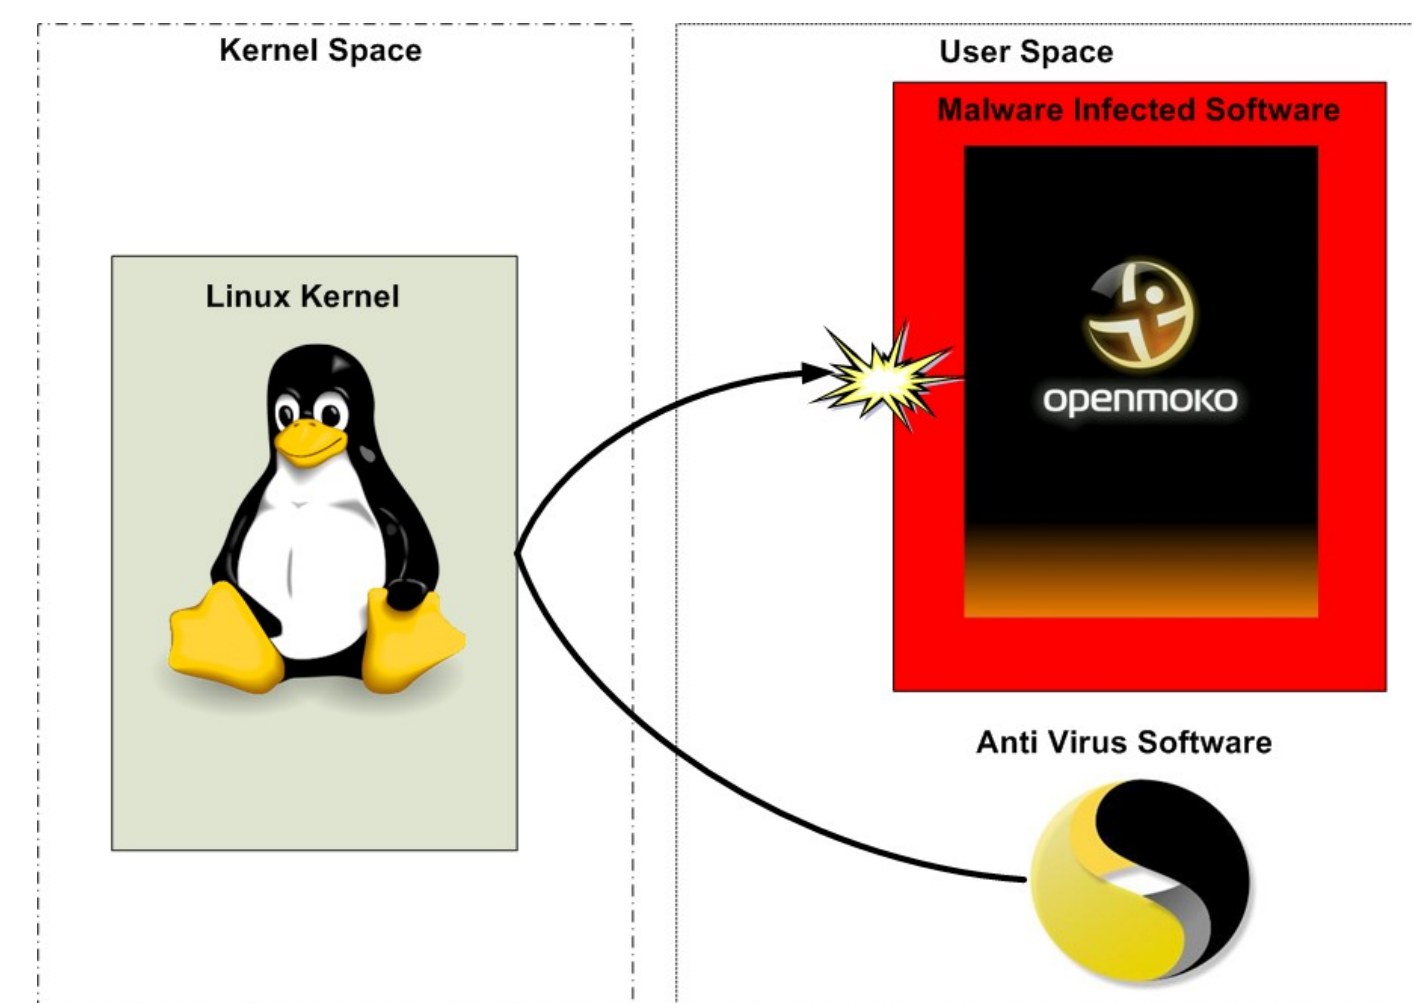 Kernel Space
User Space
Malware Infected Software
Linux Kernel
openmoko
Anti Virus Software